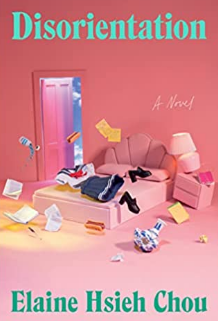 Disorientation
A Novel
Elaine Hsieh Chou